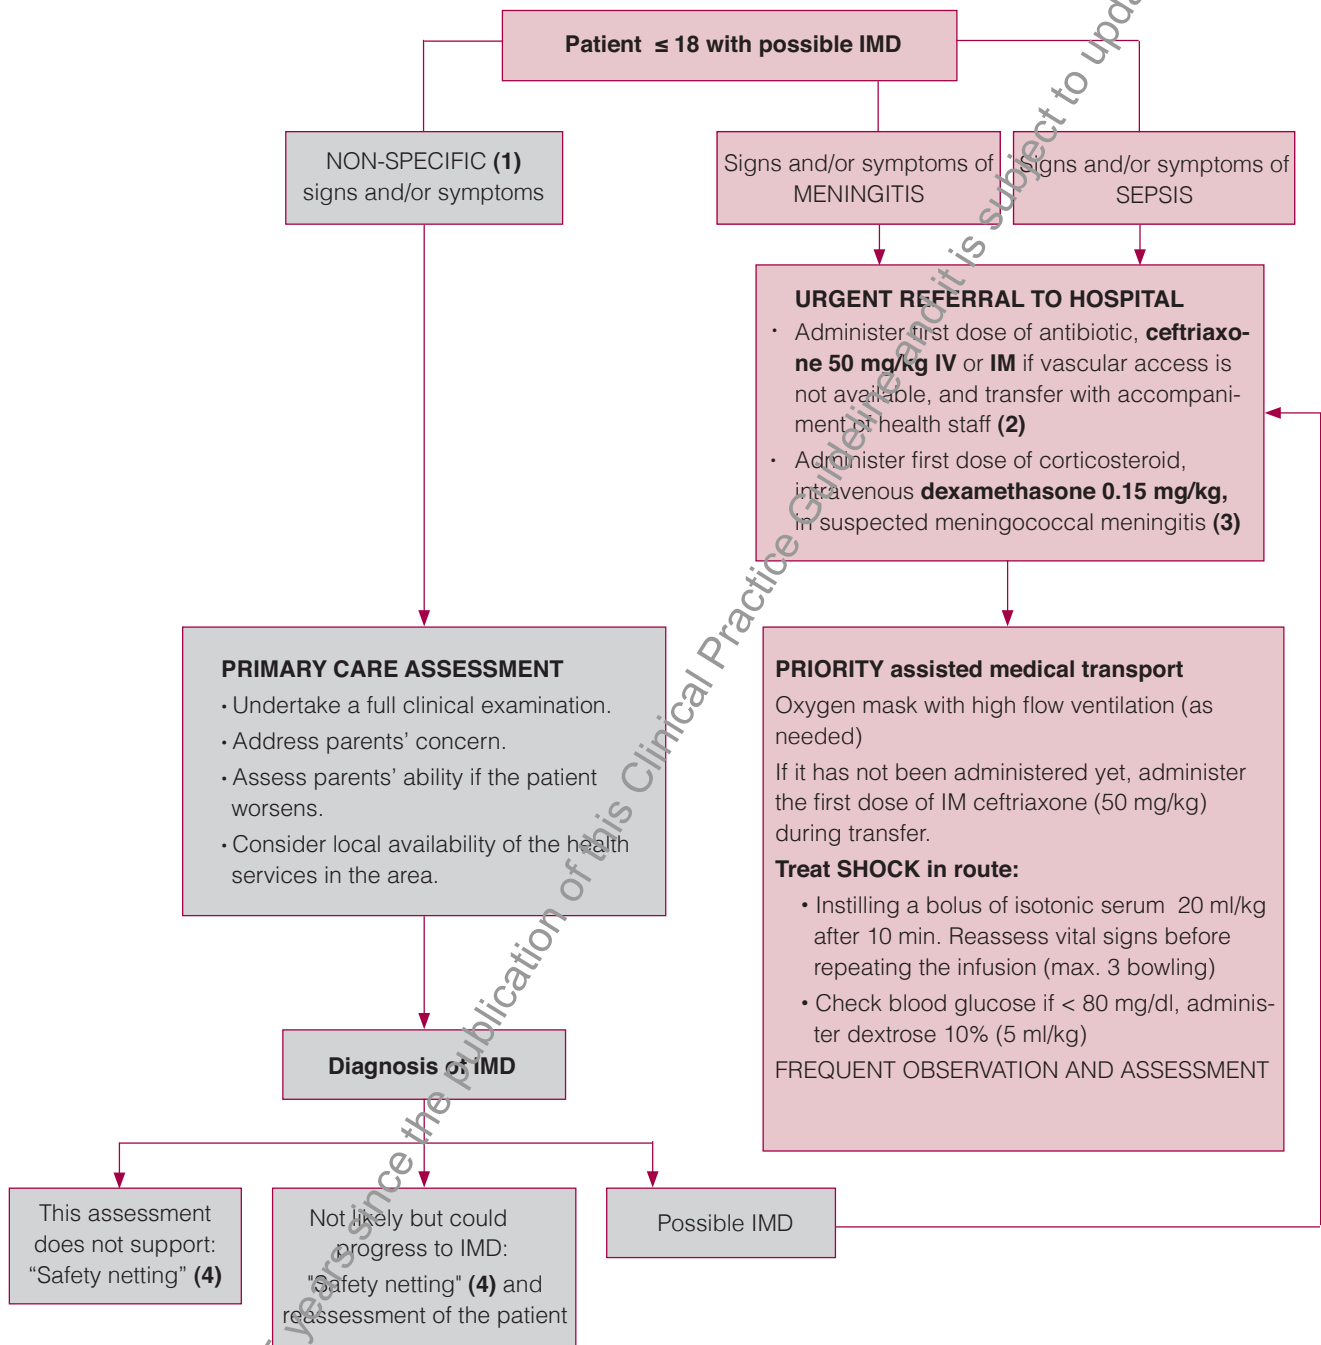 Patient ≤ 18 with possible IMD
NON-SPECIFIC (1)
signs and/or symptoms
Signs and/or symptoms of
MENINGITIS
Signs and/or symptoms of
SEPSIS
URGENT REFERRAL TO HOSPITAL
· Administer first dose of antibiotic, ceftriaxo-
ne 50 mg/kg IV or IM if vascular access is
not available, and transfer with accompani-
ment of health staff (2)
· Administer first dose of corticosteroid,
intravenous dexamethasone 0.15 mg/kg,
in suspected meningococcal meningitis (3)
PRIMARY CARE ASSESSMENT
· Undertake a full clinical examination.
· Address parents' concern.
· Assess parents' ability if the patient
worsens.
· Consider local availability of the health
services in the area.
PRIORITY assisted medical transport
Oxygen mask with high flow ventilation (as
needed)
If it has not been administered yet, administer
the first dose of IM ceftriaxone (50 mg/kg)
during transfer.
Treat SHOCK in route:
• Instilling a bolus of isotonic serum 20 ml/kg
after 10 min. Reassess vital signs before
repeating the infusion (max. 3 bowling)
• Check blood glucose if < 80 mg/dl, adminis-
ter dextrose 10% (5 ml/kg)
FREQUENT OBSERVATION AND ASSESSMENT
Diagnosis of IMD
This assessment
does not support:
“Safety netting” (4)
Not likely but could
progress to IMD:
"Safety netting" (4) and
reassessment of the patient
Possible IMD
years since the publication of this Clinical Practice Guideline and it is subject to